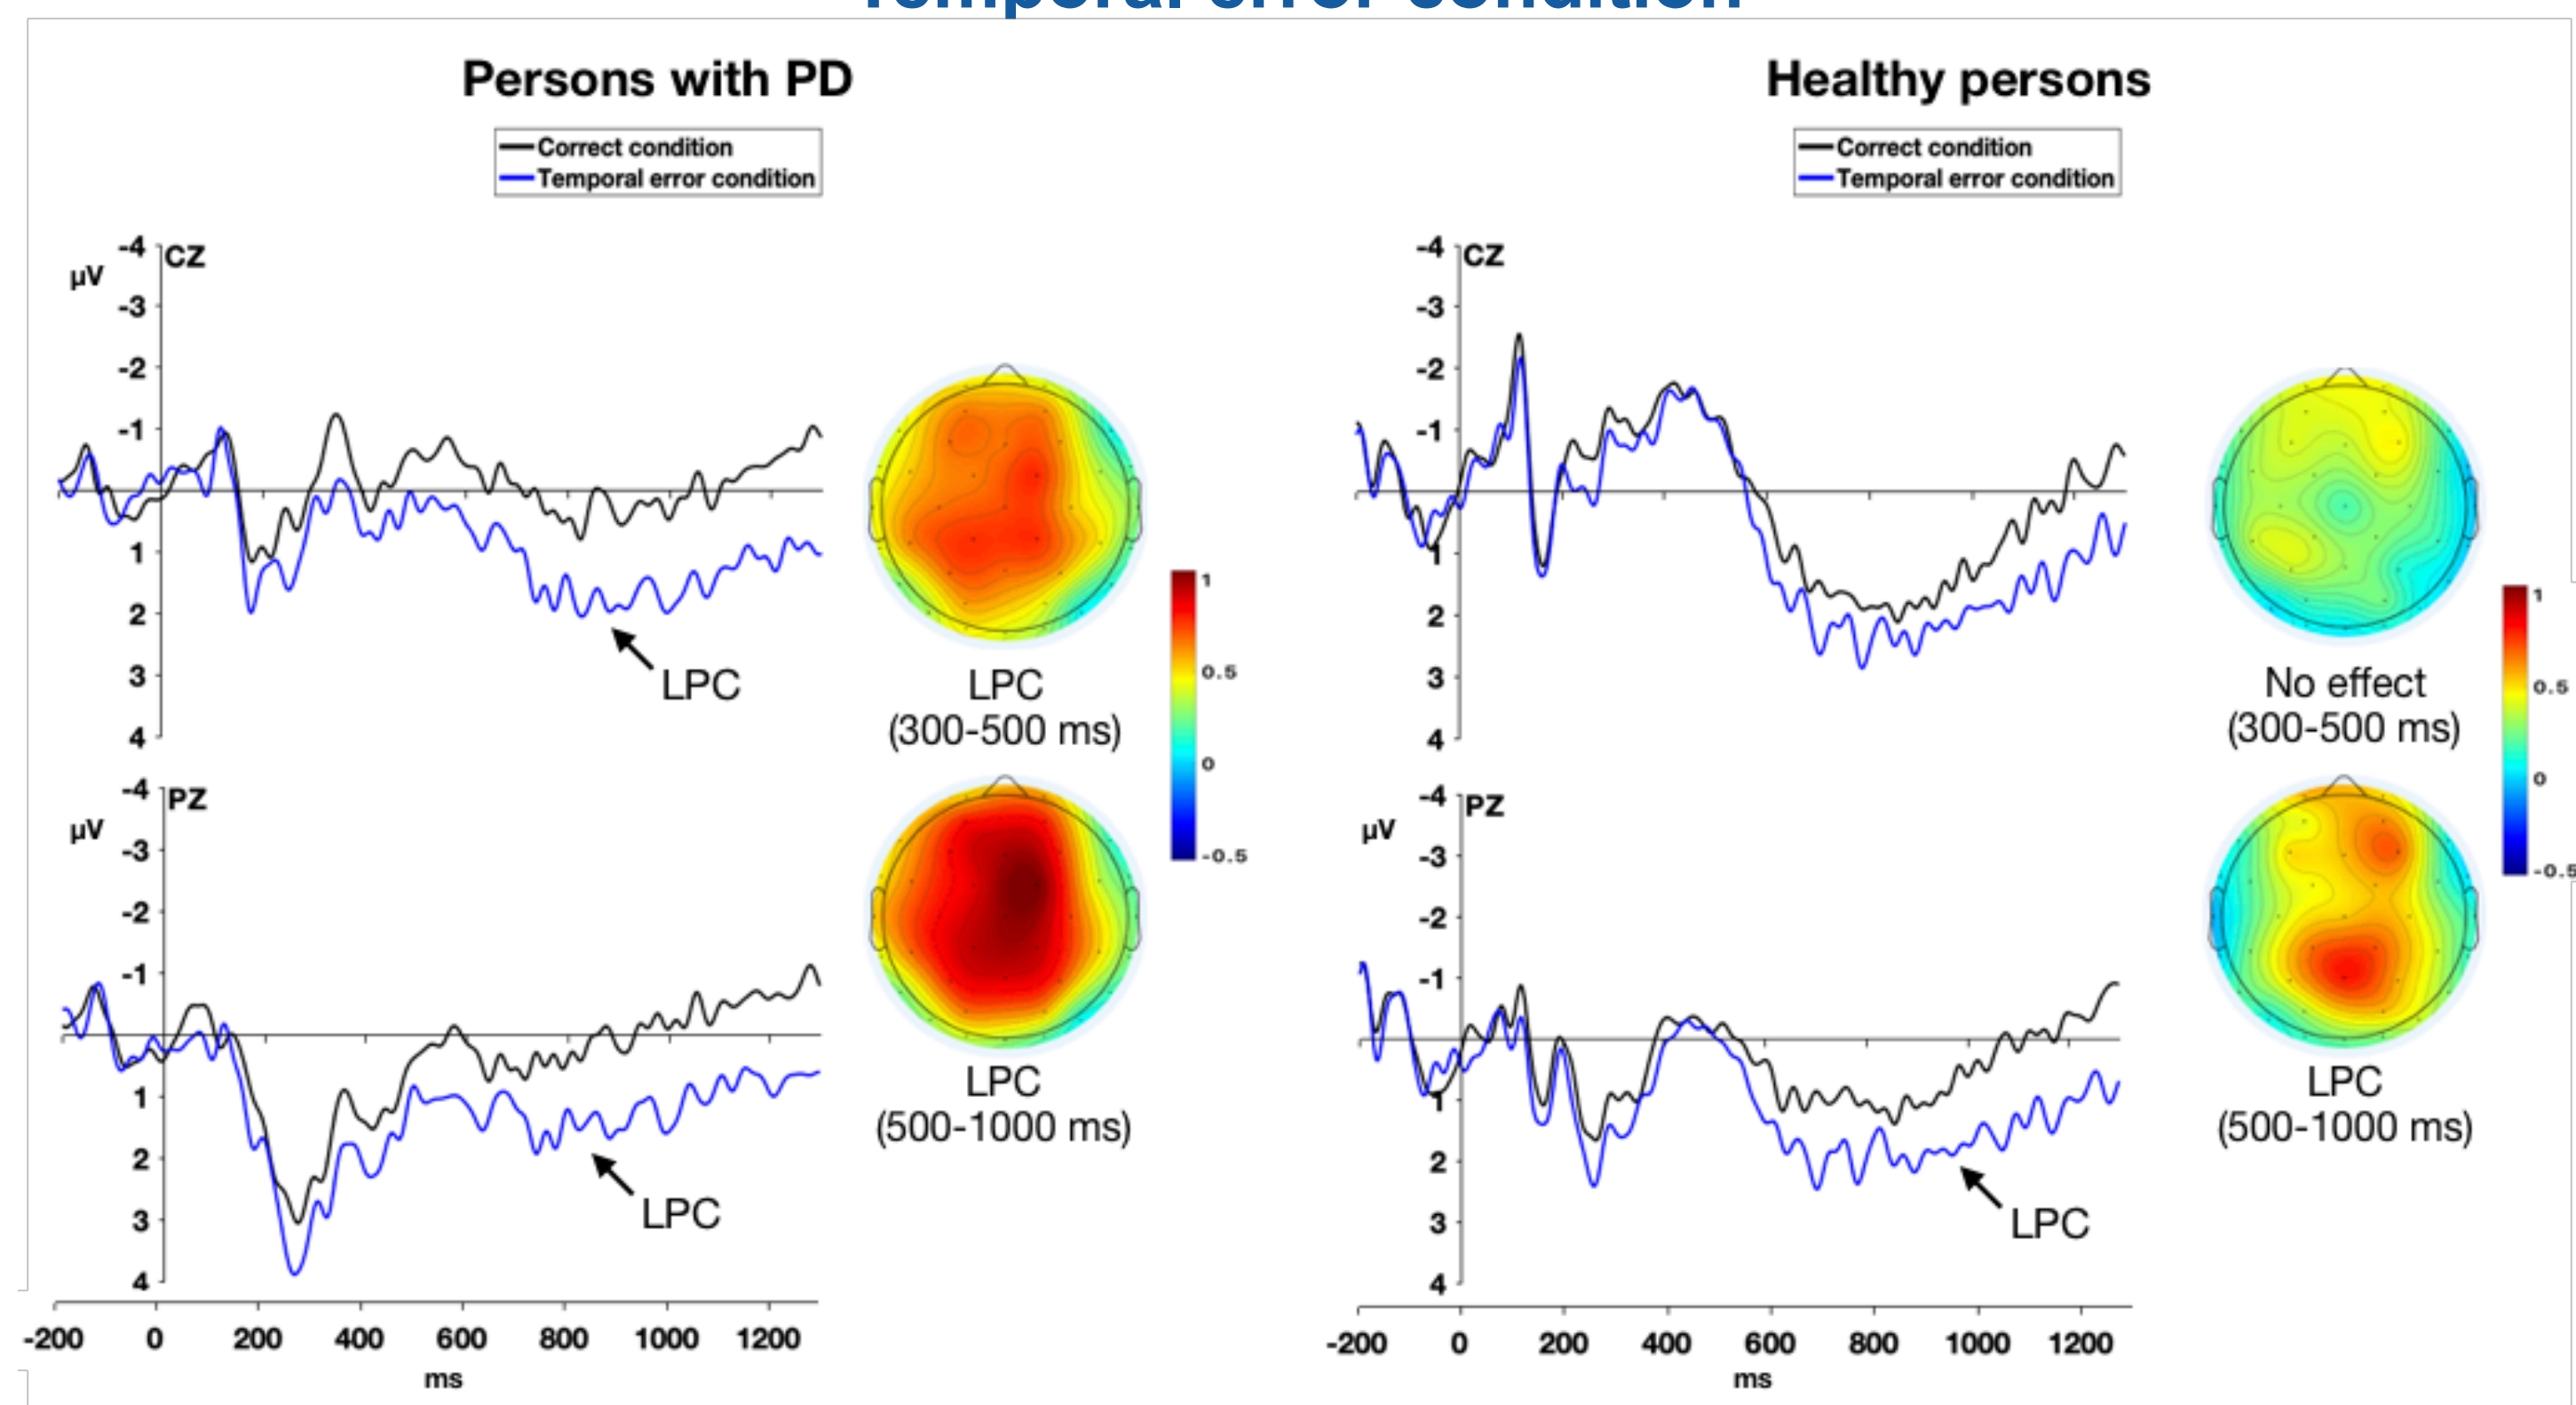 Temporal error condition
Persons with PD
Correct condition
Temporal error condition
µV
-4
CZ
-3
-2
-1
1
2
3
4
LPC
LPC
(300-500 ms)
µV
-4
PZ
-3
-2
-1
1
2
3
4
LPC
LPC
(500-1000 ms)
1
0.5
0
-0.5
-200 0 200 400 600 800 1000 1200
ms
Healthy persons
Correct condition
Temporal error condition
-4
CZ
-3
-2
-1
1
2
3
4
No effect
(300-500 ms)
µV
-4
PZ
-3
-2
-1
1
2
3
4
LPC
LPC
(500-1000 ms)
1
0.5
0
-0.5
-200 0 200 400 600 800 1000 1200
ms